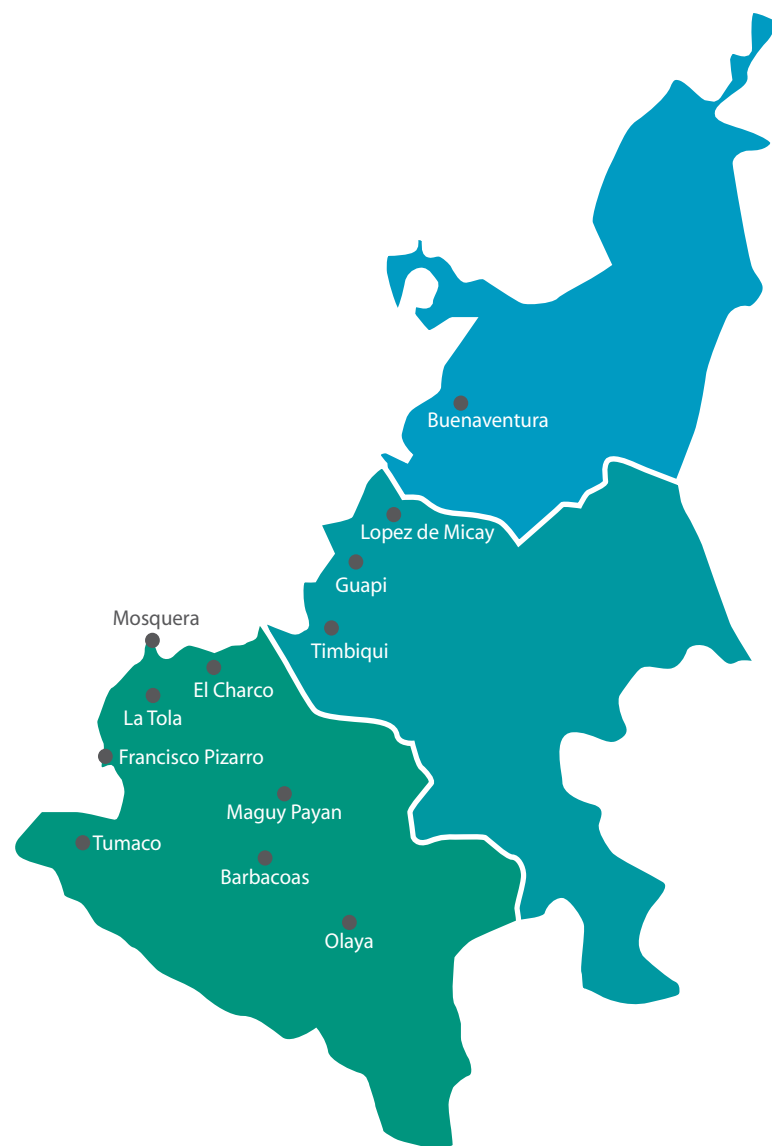 Buenaventura
Lopez de Micay
Guapi
Mosquera
Timbiqui
El Charco
La Tola
Francisco Pizarro
Maguy Payan
Tumaco
Barbacoas
Olaya